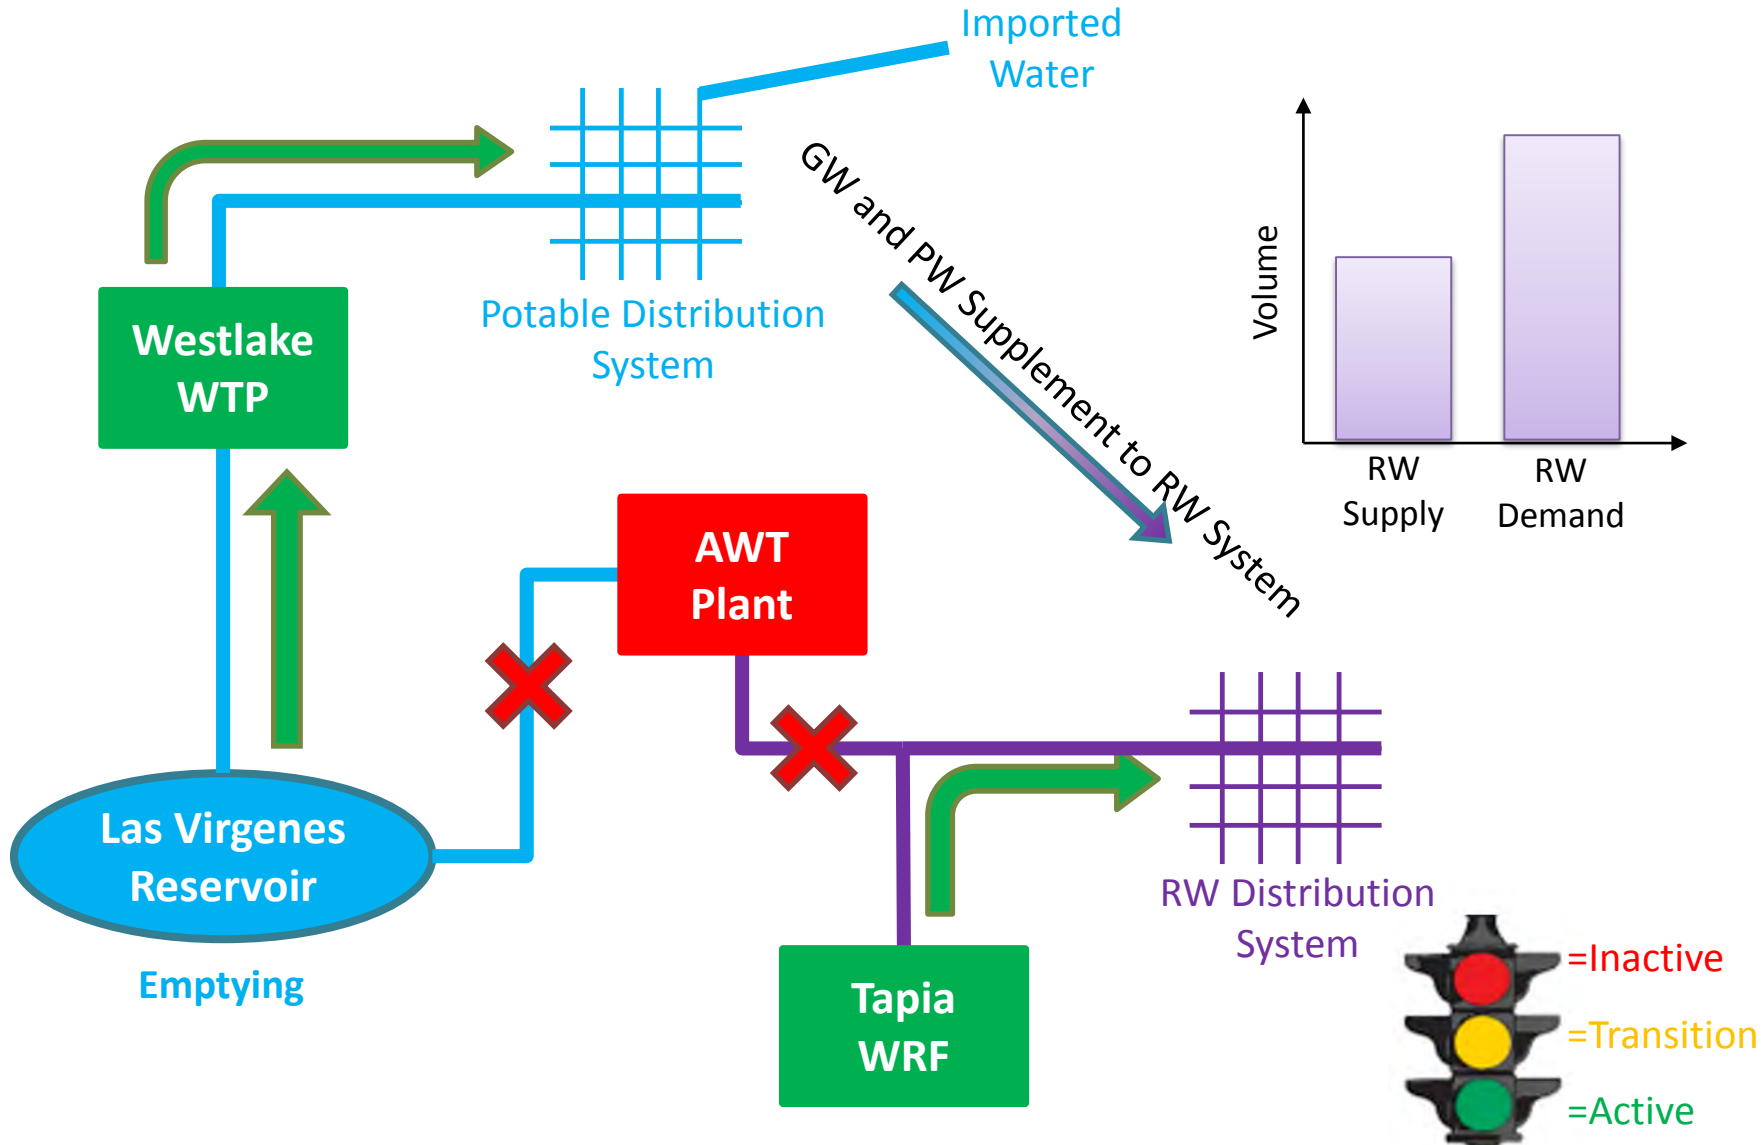 Imported
Water
GW and PW Supplement to RW System
Potable Distribution
System
Westlake
WTP
Volume
RW
Supply
RW
Demand
AWT
Plant
Las Virgenes
Reservoir
Emptying
RW Distribution
System
Tapia
WRF
=Inactive
=Transition
=Active